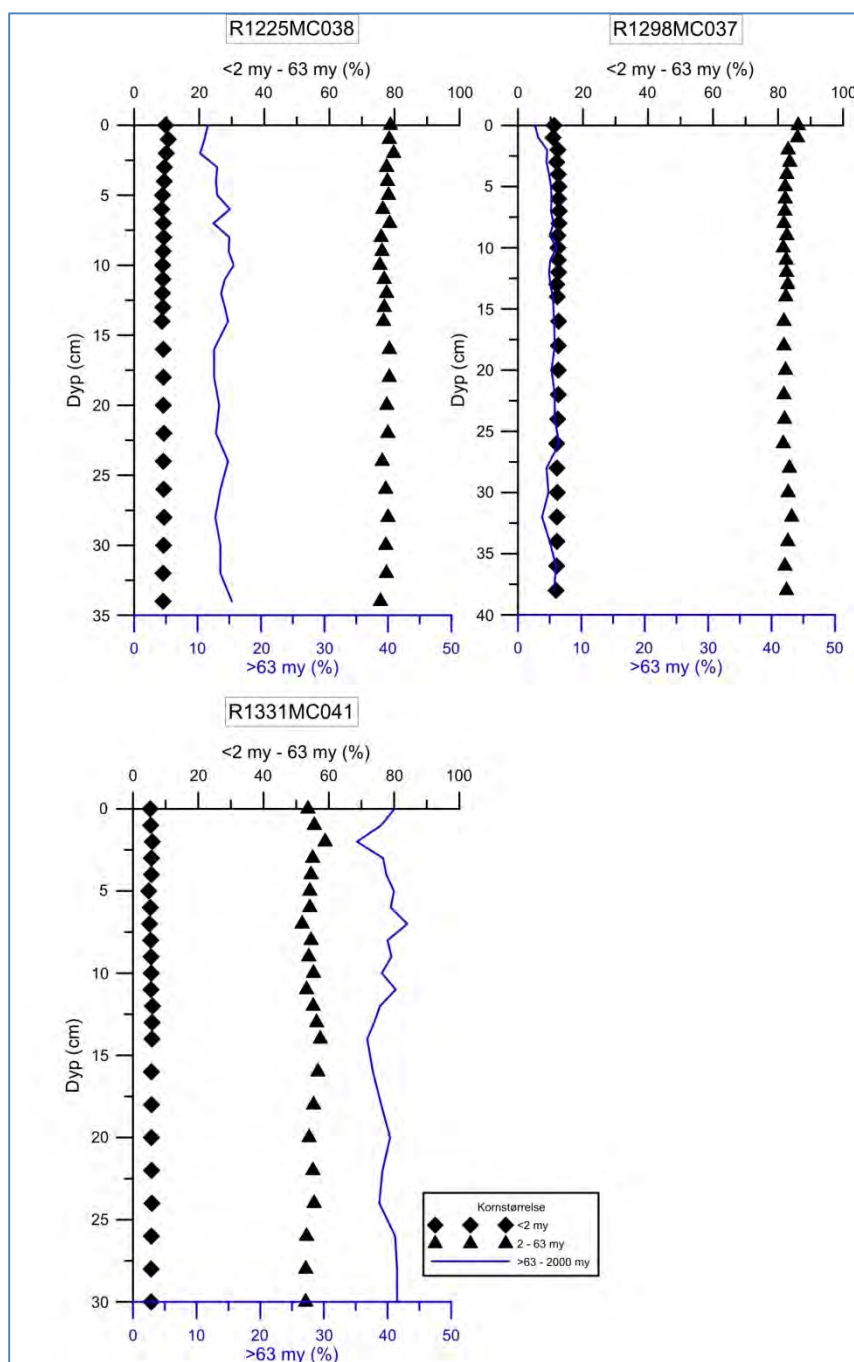 R1225MC038
<2 my - 63 my (%)
0 20 40 60 80 100
0
5
10
15
20
25
30
35
Dyp (cm)
0 10 20 30 40 50
>63 my (%)
R1298MC037
<2 my - 63 my (%)
0 20 40 60 80 100
0
5
10
15
20
25
30
35
40
Dyp (cm)
0 10 20 30 40 50
>63 my (%)
R1331MC041
<2 my - 63 my (%)
0 20 40 60 80 100
0
5
10
15
20
25
30
Dyp (cm)
0 10 20 30 40 50
>63 my (%)
Kornstørrelse
<2 my
2 - 63 my
>63 - 2000 my